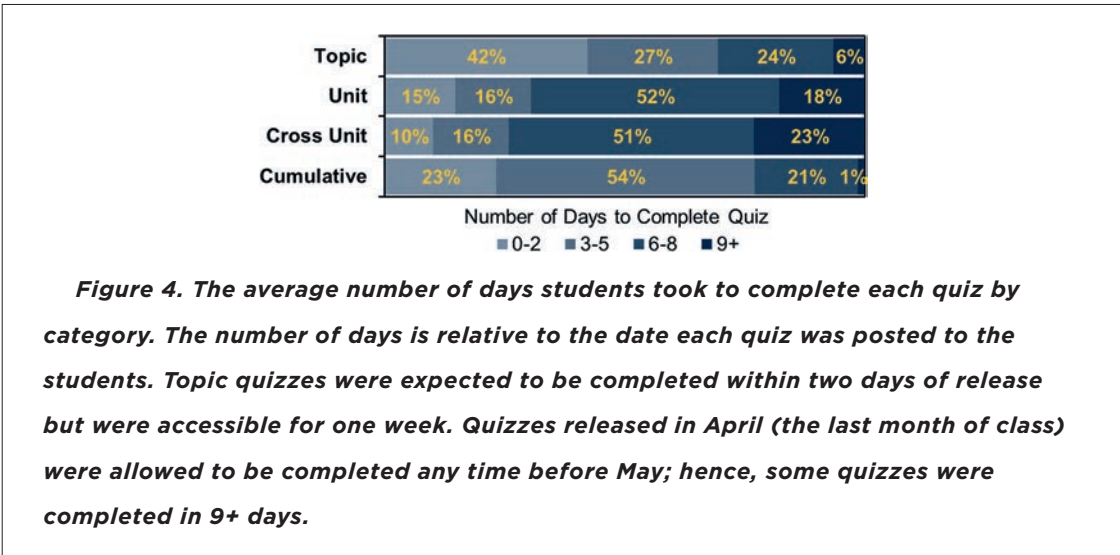 Topic 42% 27% 24% 6%
Unit 15% 16% 52% 18%
Cross Unit 10% 16% 51% 23%
Cumulative 23% 54% 21% 1%
Number of Days to Complete Quiz
0-2 3-5 6-8 9+
Figure 4. The average number of days students took to complete each quiz by
category. The number of days is relative to the date each quiz was posted to the
students. Topic quizzes were expected to be completed within two days of release
but were accessible for one week. Quizzes released in April (the last month of class)
were allowed to be completed any time before May; hence, some quizzes were
completed in 9+ days.